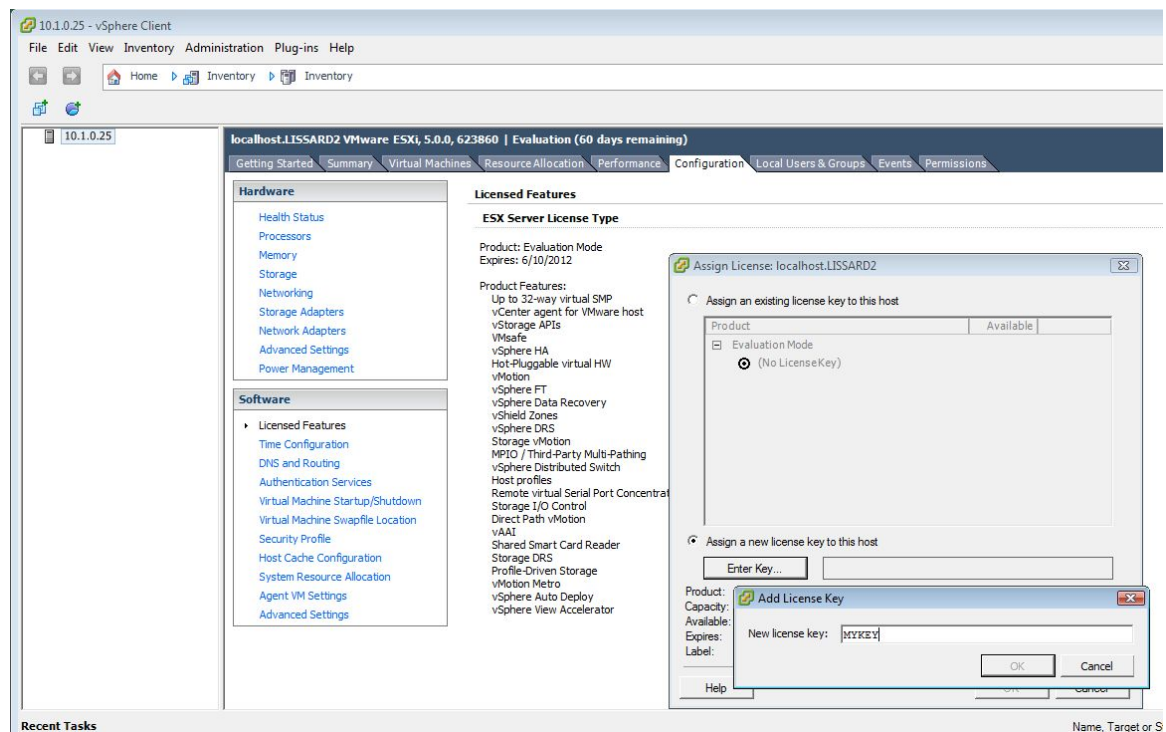 10.1.0.25 - vSphere Client
File Edit View Inventory Administration Plug-ins Help
Home Inventory Inventory
10.1.0.25
localhost.LISSARD2 VMware ESXi, 5.0.0, 623860 | Evaluation (60 days remaining)
Getting Started Summary Virtual Machines Resource Allocation Performance Configuration Local Users & Groups Events Permissions
Hardware
Health Status
Processors
Memory
Storage
Networking
Storage Adapters
Network Adapters
Advanced Settings
Power Management
Software
Licensed Features
Time Configuration
DNS and Routing
Authentication Services
Virtual Machine Startup/Shutdown
Virtual Machine Swapfile Location
Security Profile
Host Cache Configuration
System Resource Allocation
Agent VM Settings
Advanced Settings
Licensed Features
ESX Server License Type
Product: Evaluation Mode
Expires: 6/10/2012
Product Features:
Up to 32-way virtual SMP
vCenter agent for VMware host
vStorage APIs
VMsafe
vSphere HA
Hot-Pluggable virtual HW
vMotion
vSphere FT
vSphere Data Recovery
vShield Zones
vSphere DRS
Storage vMotion
MPIO / Third-Party Multi-Pathing
vSphere Distributed Switch
Host profiles
Remote virtual Serial Port Concentrat
Storage I/O Control
Direct Path vMotion
vAAI
Shared Smart Card Reader
Storage DRS
Profile-Driven Storage
vMotion Metro
vSphere Auto Deploy
vSphere View Accelerator
Assign License: localhost.LISSARD2
Assign an existing license key to this host
Product Available
Evaluation Mode
(No License Key)
Assign a new license key to this host
Enter Key...
Product:
Capacity:
Available:
Expires:
Label:
Add License Key
New license key: MYKEY
OK Cancel
Help
Recent Tasks
Name, Target or St